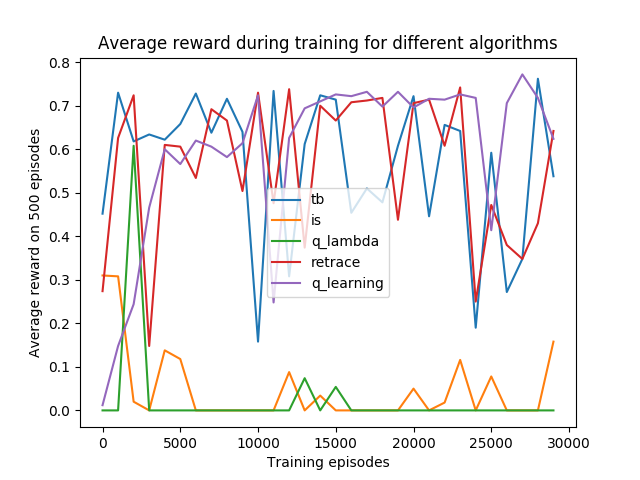 Average reward during training for different algorithms
Average reward on 500 episodes
0.8
0.7
0.6
0.5
0.4
0.3
0.2
0.1
0.0
tb
is
q_lambda
retrace
q_learning
0
5000
10000
15000
20000
25000
30000
Training episodes